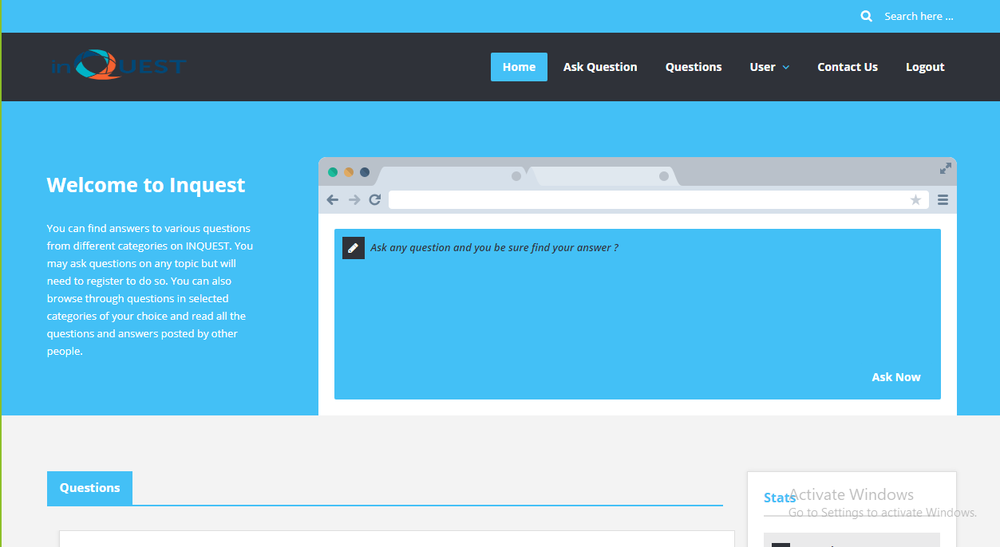 Search here ...
inQUEST
Home Ask Question Questions User Contact Us Logout
Welcome to Inquest
You can find answers to various questions
from different categories on INQUEST. You
may ask questions on any topic but will
need to register to do so. You can also
browse through questions in selected
categories of your choice and read all the
questions and answers posted by other
people.
Ask any question and you be sure find your answer ?
Ask Now
Questions
Stats
Activate Windows
Go to Settings to activate Windows.